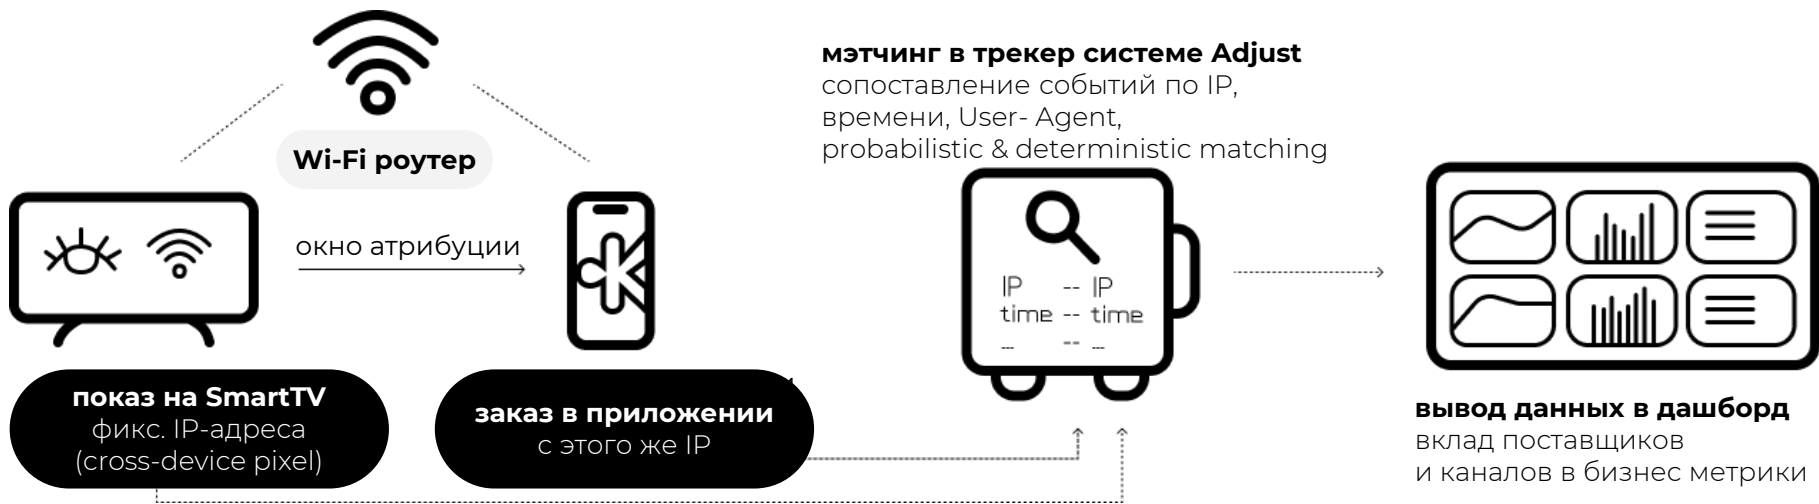 мэтчинг в трекер системе Adjust
сопоставление событий по IP,
времени, User- Agent,
probabilistic & deterministic matching
Wi-Fi роутер
окно атрибуции
IP -- IP
time -- time
... -- ...
показ на SmartTV
фикс. IP-адреса
(cross-device pixel)
заказ в приложении
с этого же IP
вывод данных в дашборд
вклад поставщиков
и каналов в бизнес метрики